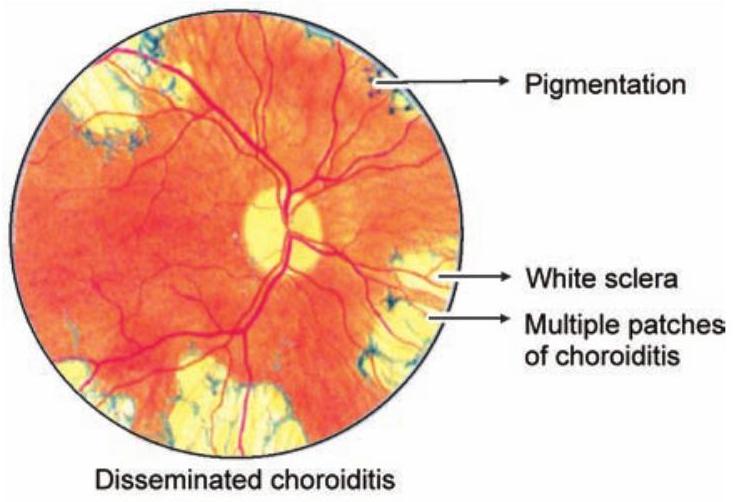 Pigmentation
White sclera
Multiple patches
of choroiditis
Disseminated choroiditis